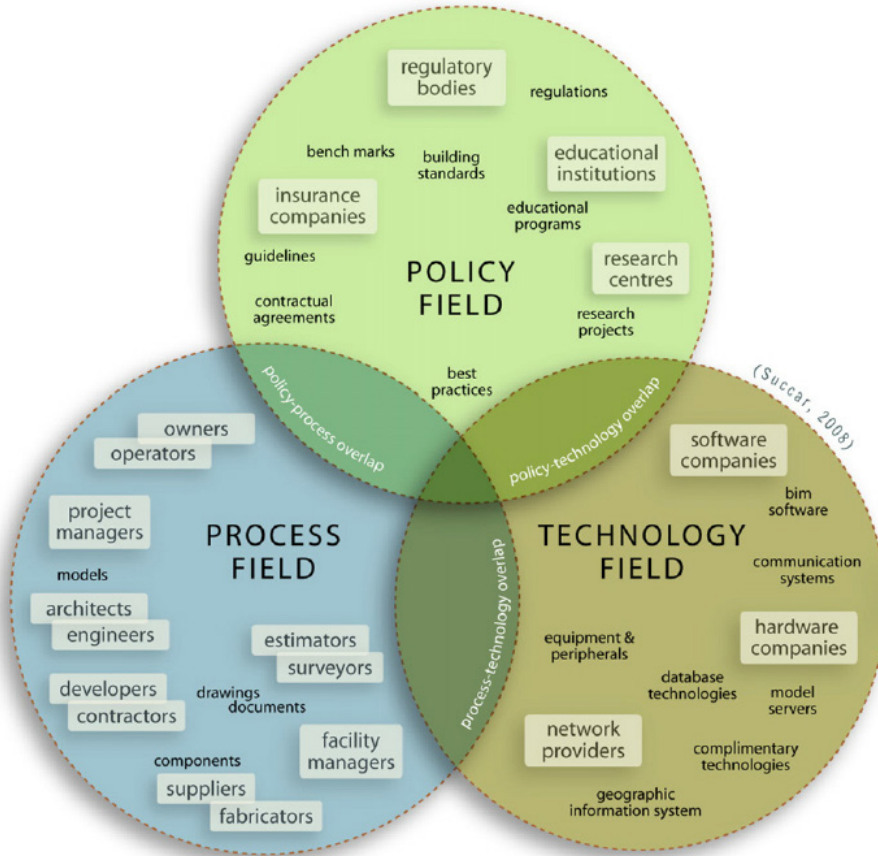 regulatory
bodies
regulations
bench marks
building
standards
educational
institutions
insurance
companies
educational
programs
guidelines
POLICY
FIELD
research
centres
contractual
agreements
research
projects
best
practices
policy-process overlap
policy-technology overlap
(Succar, 2008)
owners
operators
project
managers
PROCESS
FIELD
models
architects
engineers
estimators
surveyors
developers
contractors
drawings
documents
facility
managers
components
suppliers
fabricators
process-technology overlap
software
companies
bim
software
TECHNOLOGY
FIELD
communication
systems
equipment &
peripherals
hardware
companies
database
technologies
model
servers
network
providers
complimentary
technologies
geographic
information system